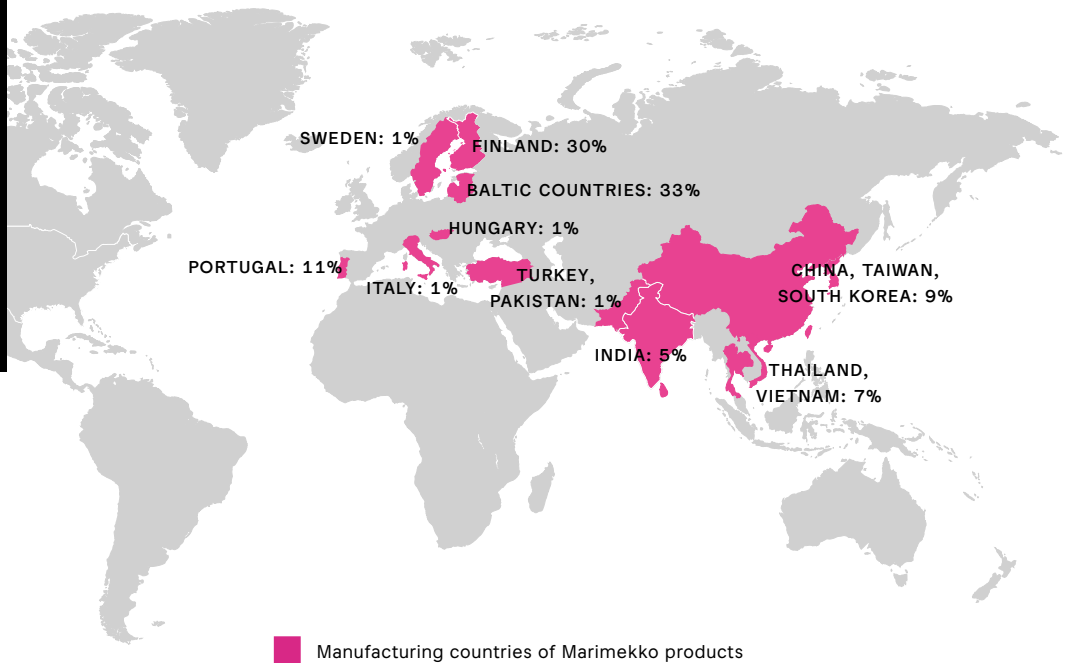 SWEDEN: 1%
FINLAND: 30%
BALTIC COUNTRIES: 33%
HUNGARY: 1%
PORTUGAL: 11%
ITALY: 1%
TURKEY,
PAKISTAN: 1%
CHINA, TAIWAN,
SOUTH KOREA: 9%
INDIA: 5%
THAILAND,
VIETNAM: 7%
Manufacturing countries of Marimekko products